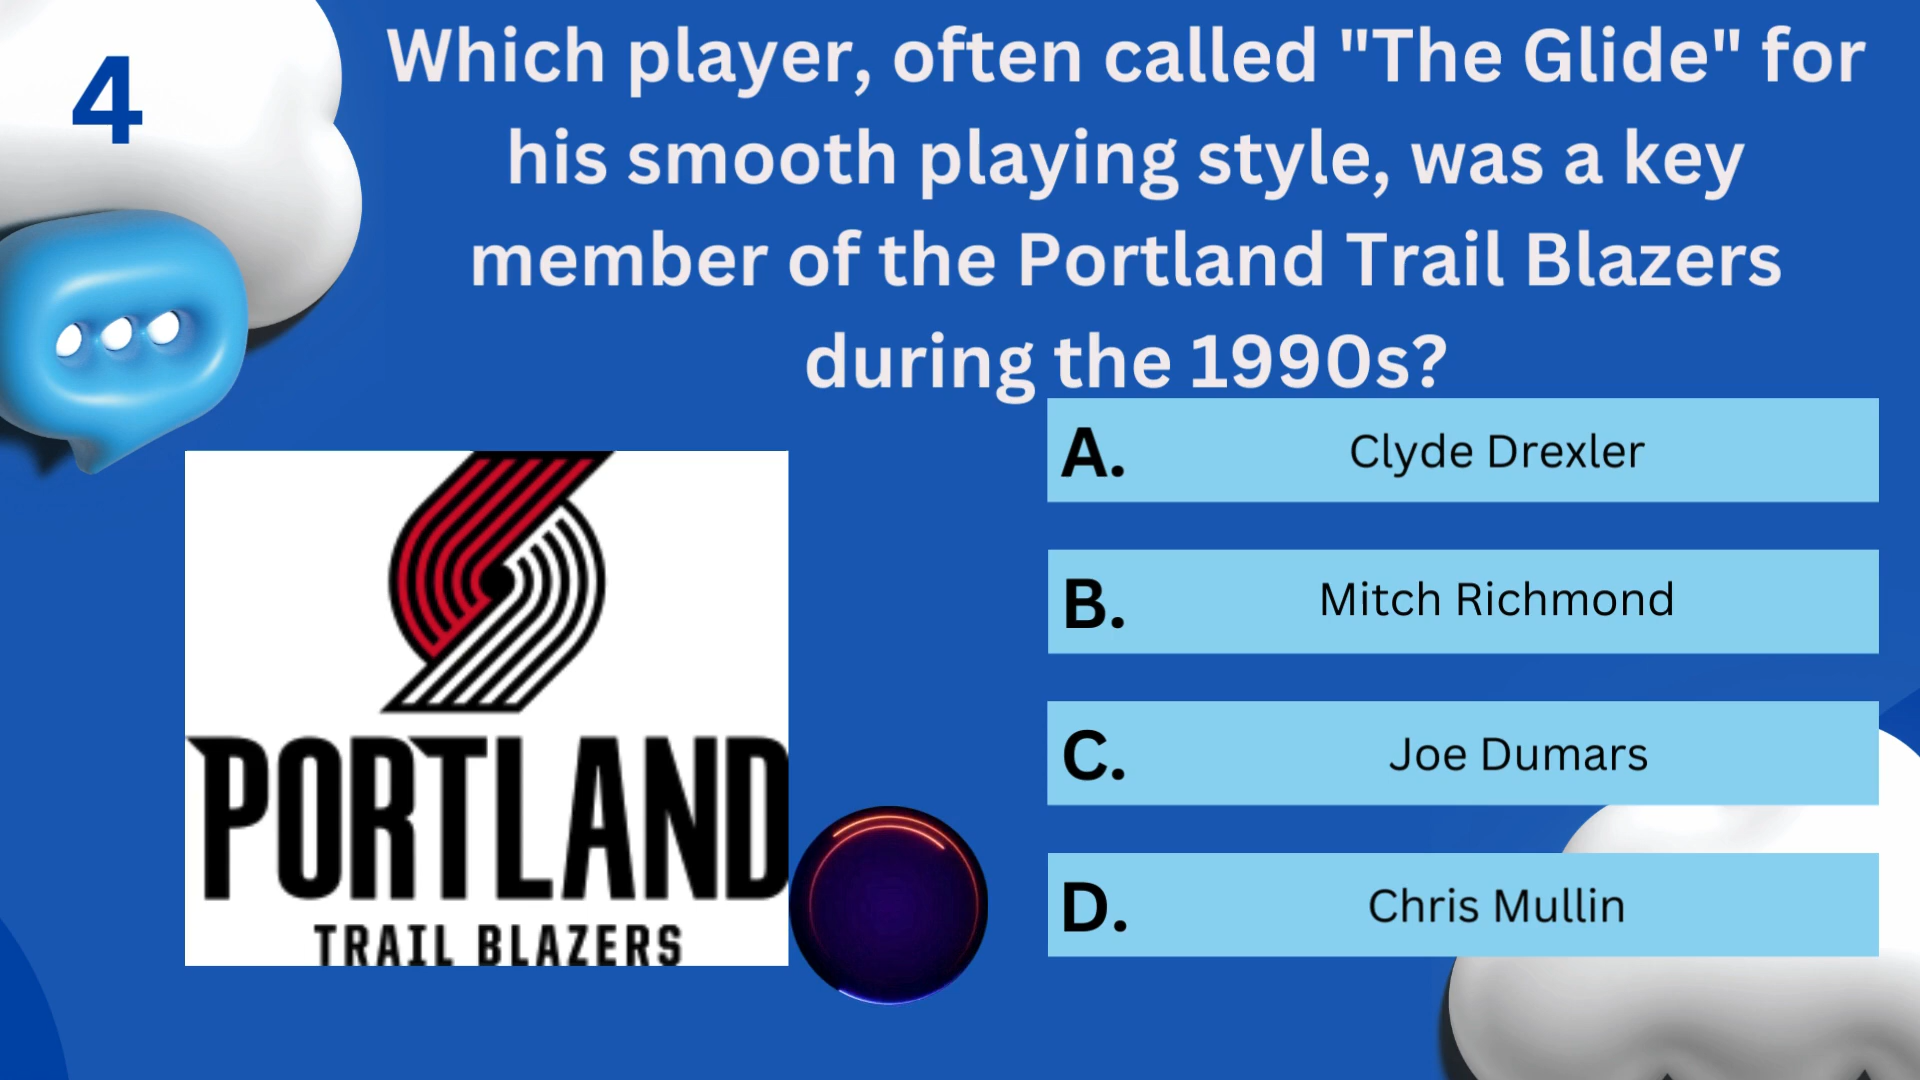 4
Which player, often called "The Glide" for
his smooth playing style, was a key
member of the Portland Trail Blazers
during the 1990s?
A. Clyde Drexler
B. Mitch Richmond
C. Joe Dumars
D. Chris Mullin
PORTLAND
TRAIL BLAZERS